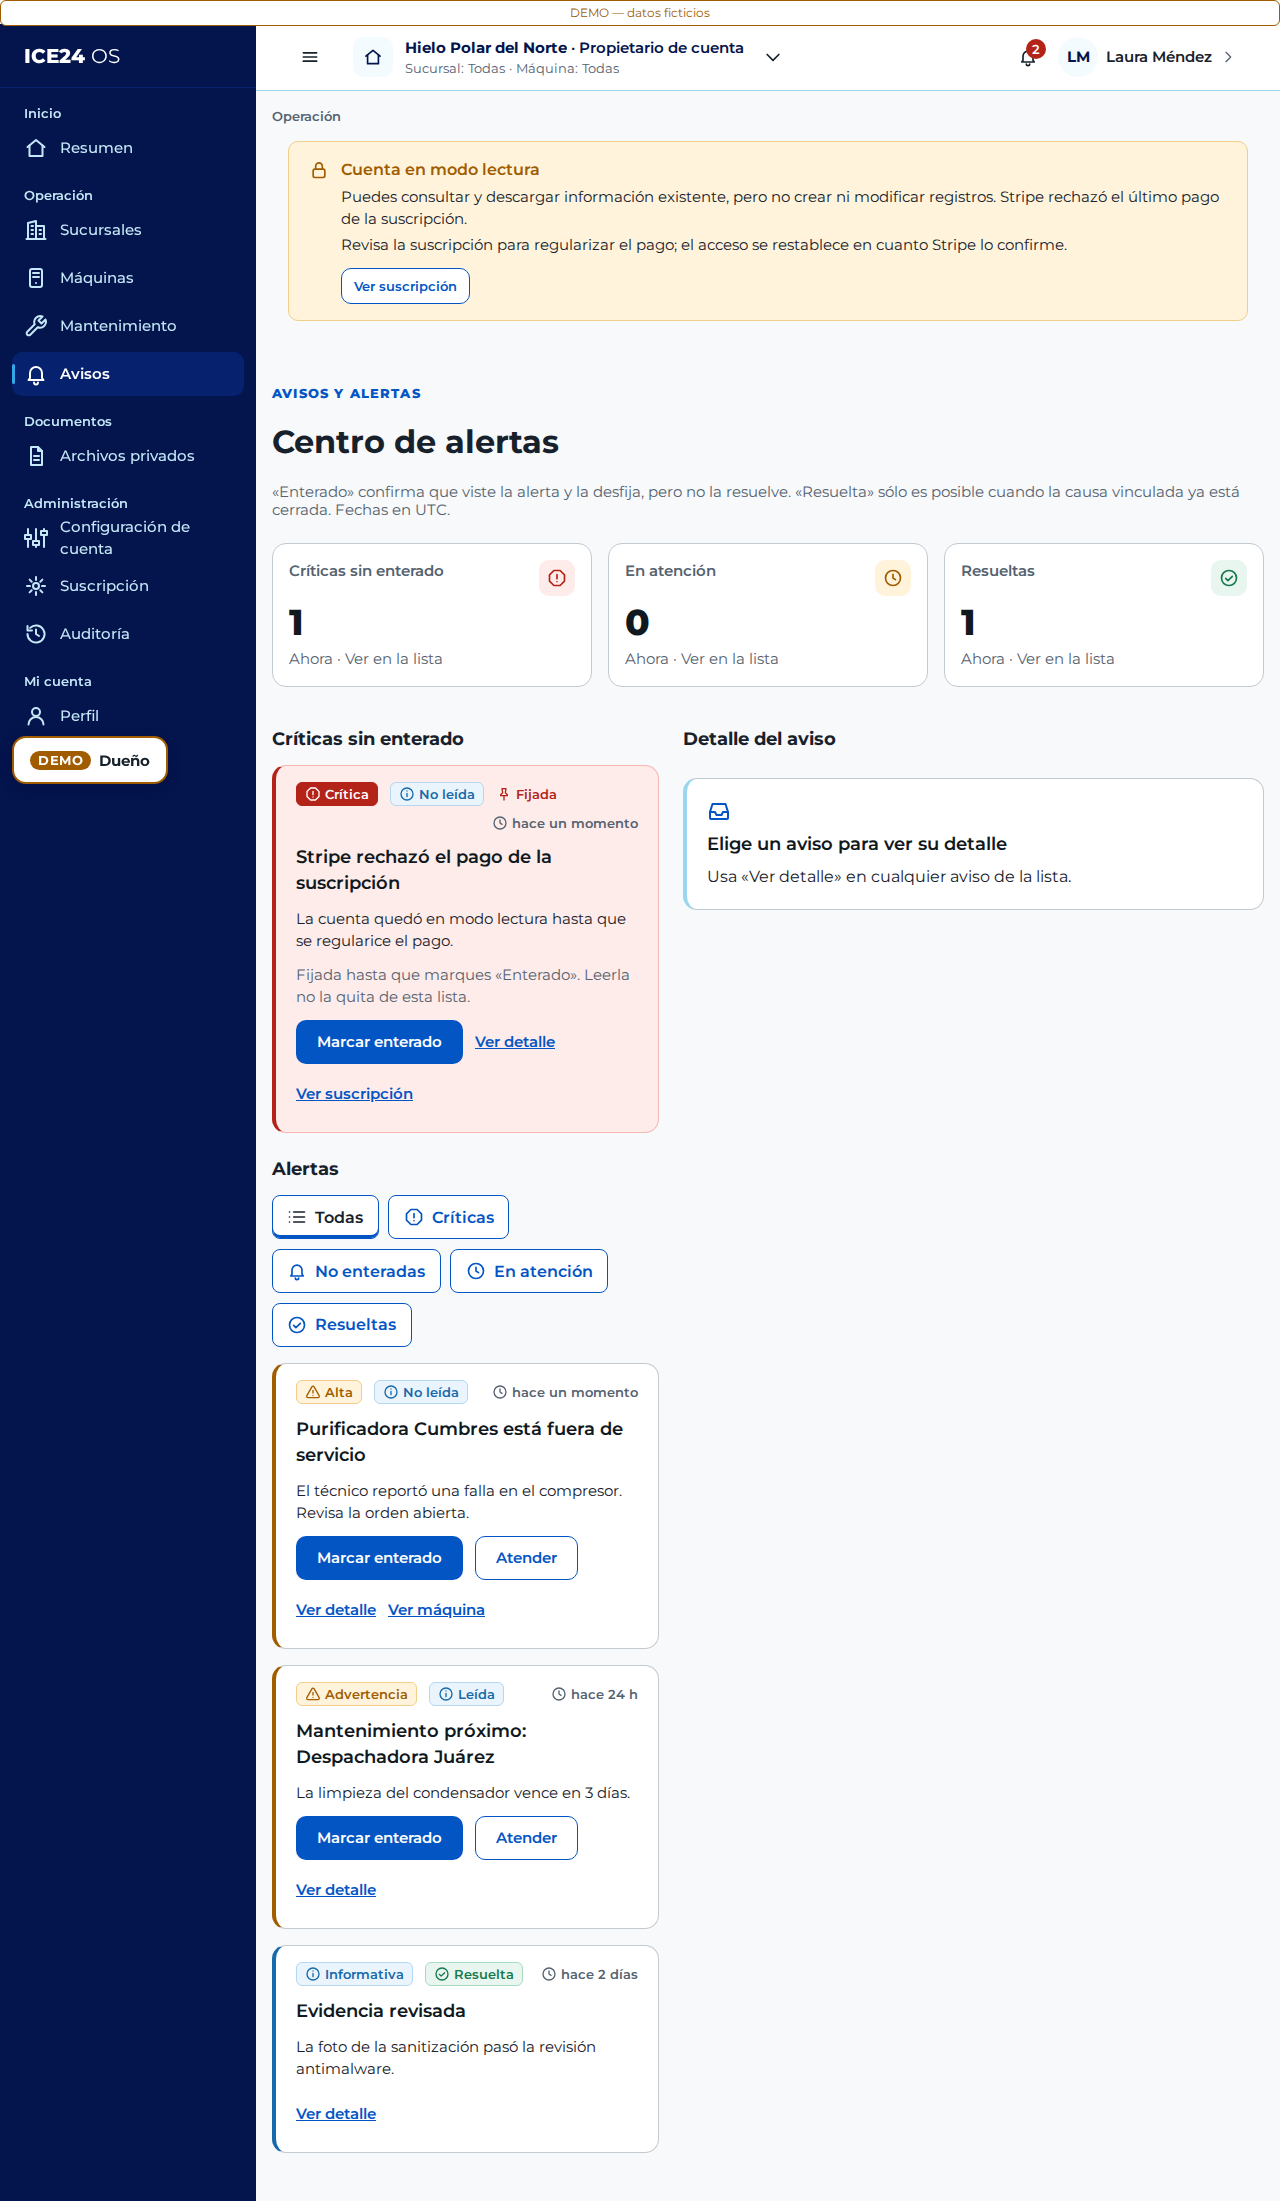 DEMO — datos ficticios
ICE24 OS
Inicio
Resumen
Operación
Sucursales
Máquinas
Mantenimiento
Avisos
Documentos
Archivos privados
Administración
Configuración de
cuenta
Suscripción
Auditoría
Mi cuenta
Perfil
DEMO Dueño
Hielo Polar del Norte · Propietario de cuenta
Sucursal: Todas · Máquina: Todas
2
LM Laura Méndez
Operación
Cuenta en modo lectura
Puedes consultar y descargar información existente, pero no crear ni modificar registros. Stripe rechazó el último pago
de la suscripción.
Revisa la suscripción para regularizar el pago; el acceso se restablece en cuanto Stripe lo confirme.
Ver suscripción
AVISOS Y ALERTAS
Centro de alertas
«Enterado» confirma que viste la alerta y la desfija, pero no la resuelve. «Resuelta» sólo es posible cuando la causa vinculada ya está
cerrada. Fechas en UTC.
Críticas sin enterado
1
Ahora · Ver en la lista
En atención
0
Ahora · Ver en la lista
Resueltas
1
Ahora · Ver en la lista
Críticas sin enterado
Crítica No leída Fijada
hace un momento
Stripe rechazó el pago de la
suscripción
La cuenta quedó en modo lectura hasta que
se regularice el pago.
Fijada hasta que marques «Enterado». Leerla
no la quita de esta lista.
Marcar enterado Ver detalle
Ver suscripción
Detalle del aviso
Elige un aviso para ver su detalle
Usa «Ver detalle» en cualquier aviso de la lista.
Alertas
Todas Críticas
No enteradas En atención
Resueltas
Alta No leída hace un momento
Purificadora Cumbres está fuera de
servicio
El técnico reportó una falla en el compresor.
Revisa la orden abierta.
Marcar enterado Atender
Ver detalle Ver máquina
Advertencia Leída hace 24 h
Mantenimiento próximo:
Despachadora Juárez
La limpieza del condensador vence en 3 días.
Marcar enterado Atender
Ver detalle
Informativa Resuelta hace 2 días
Evidencia revisada
La foto de la sanitización pasó la revisión
antimalware.
Ver detalle